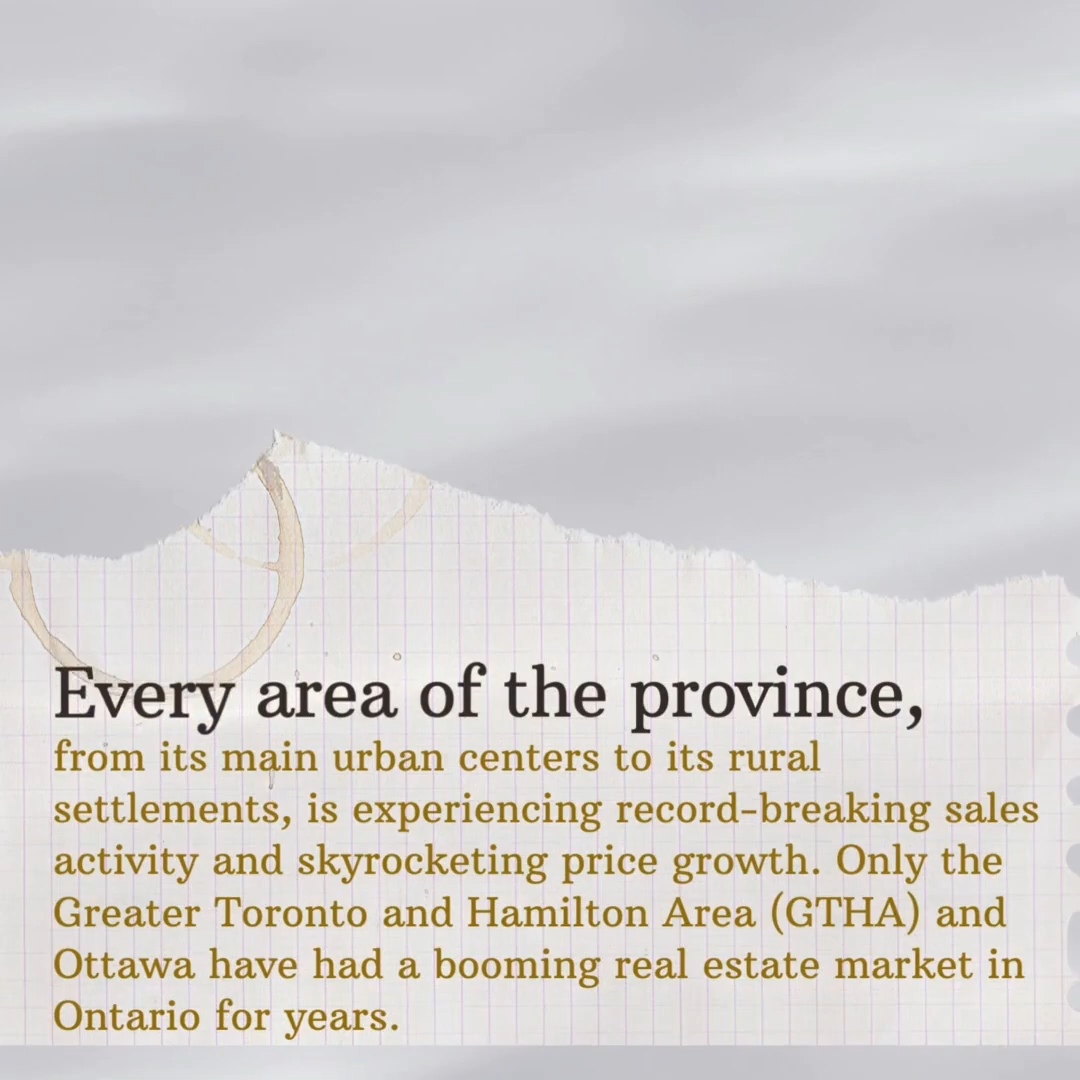 Every area of the province,
from its main urban centers to its rural
settlements, is experiencing record-breaking sales
activity and skyrocketing price growth. Only the
Greater Toronto and Hamilton Area (GTHA) and
Ottawa have had a booming real estate market in
Ontario for years.